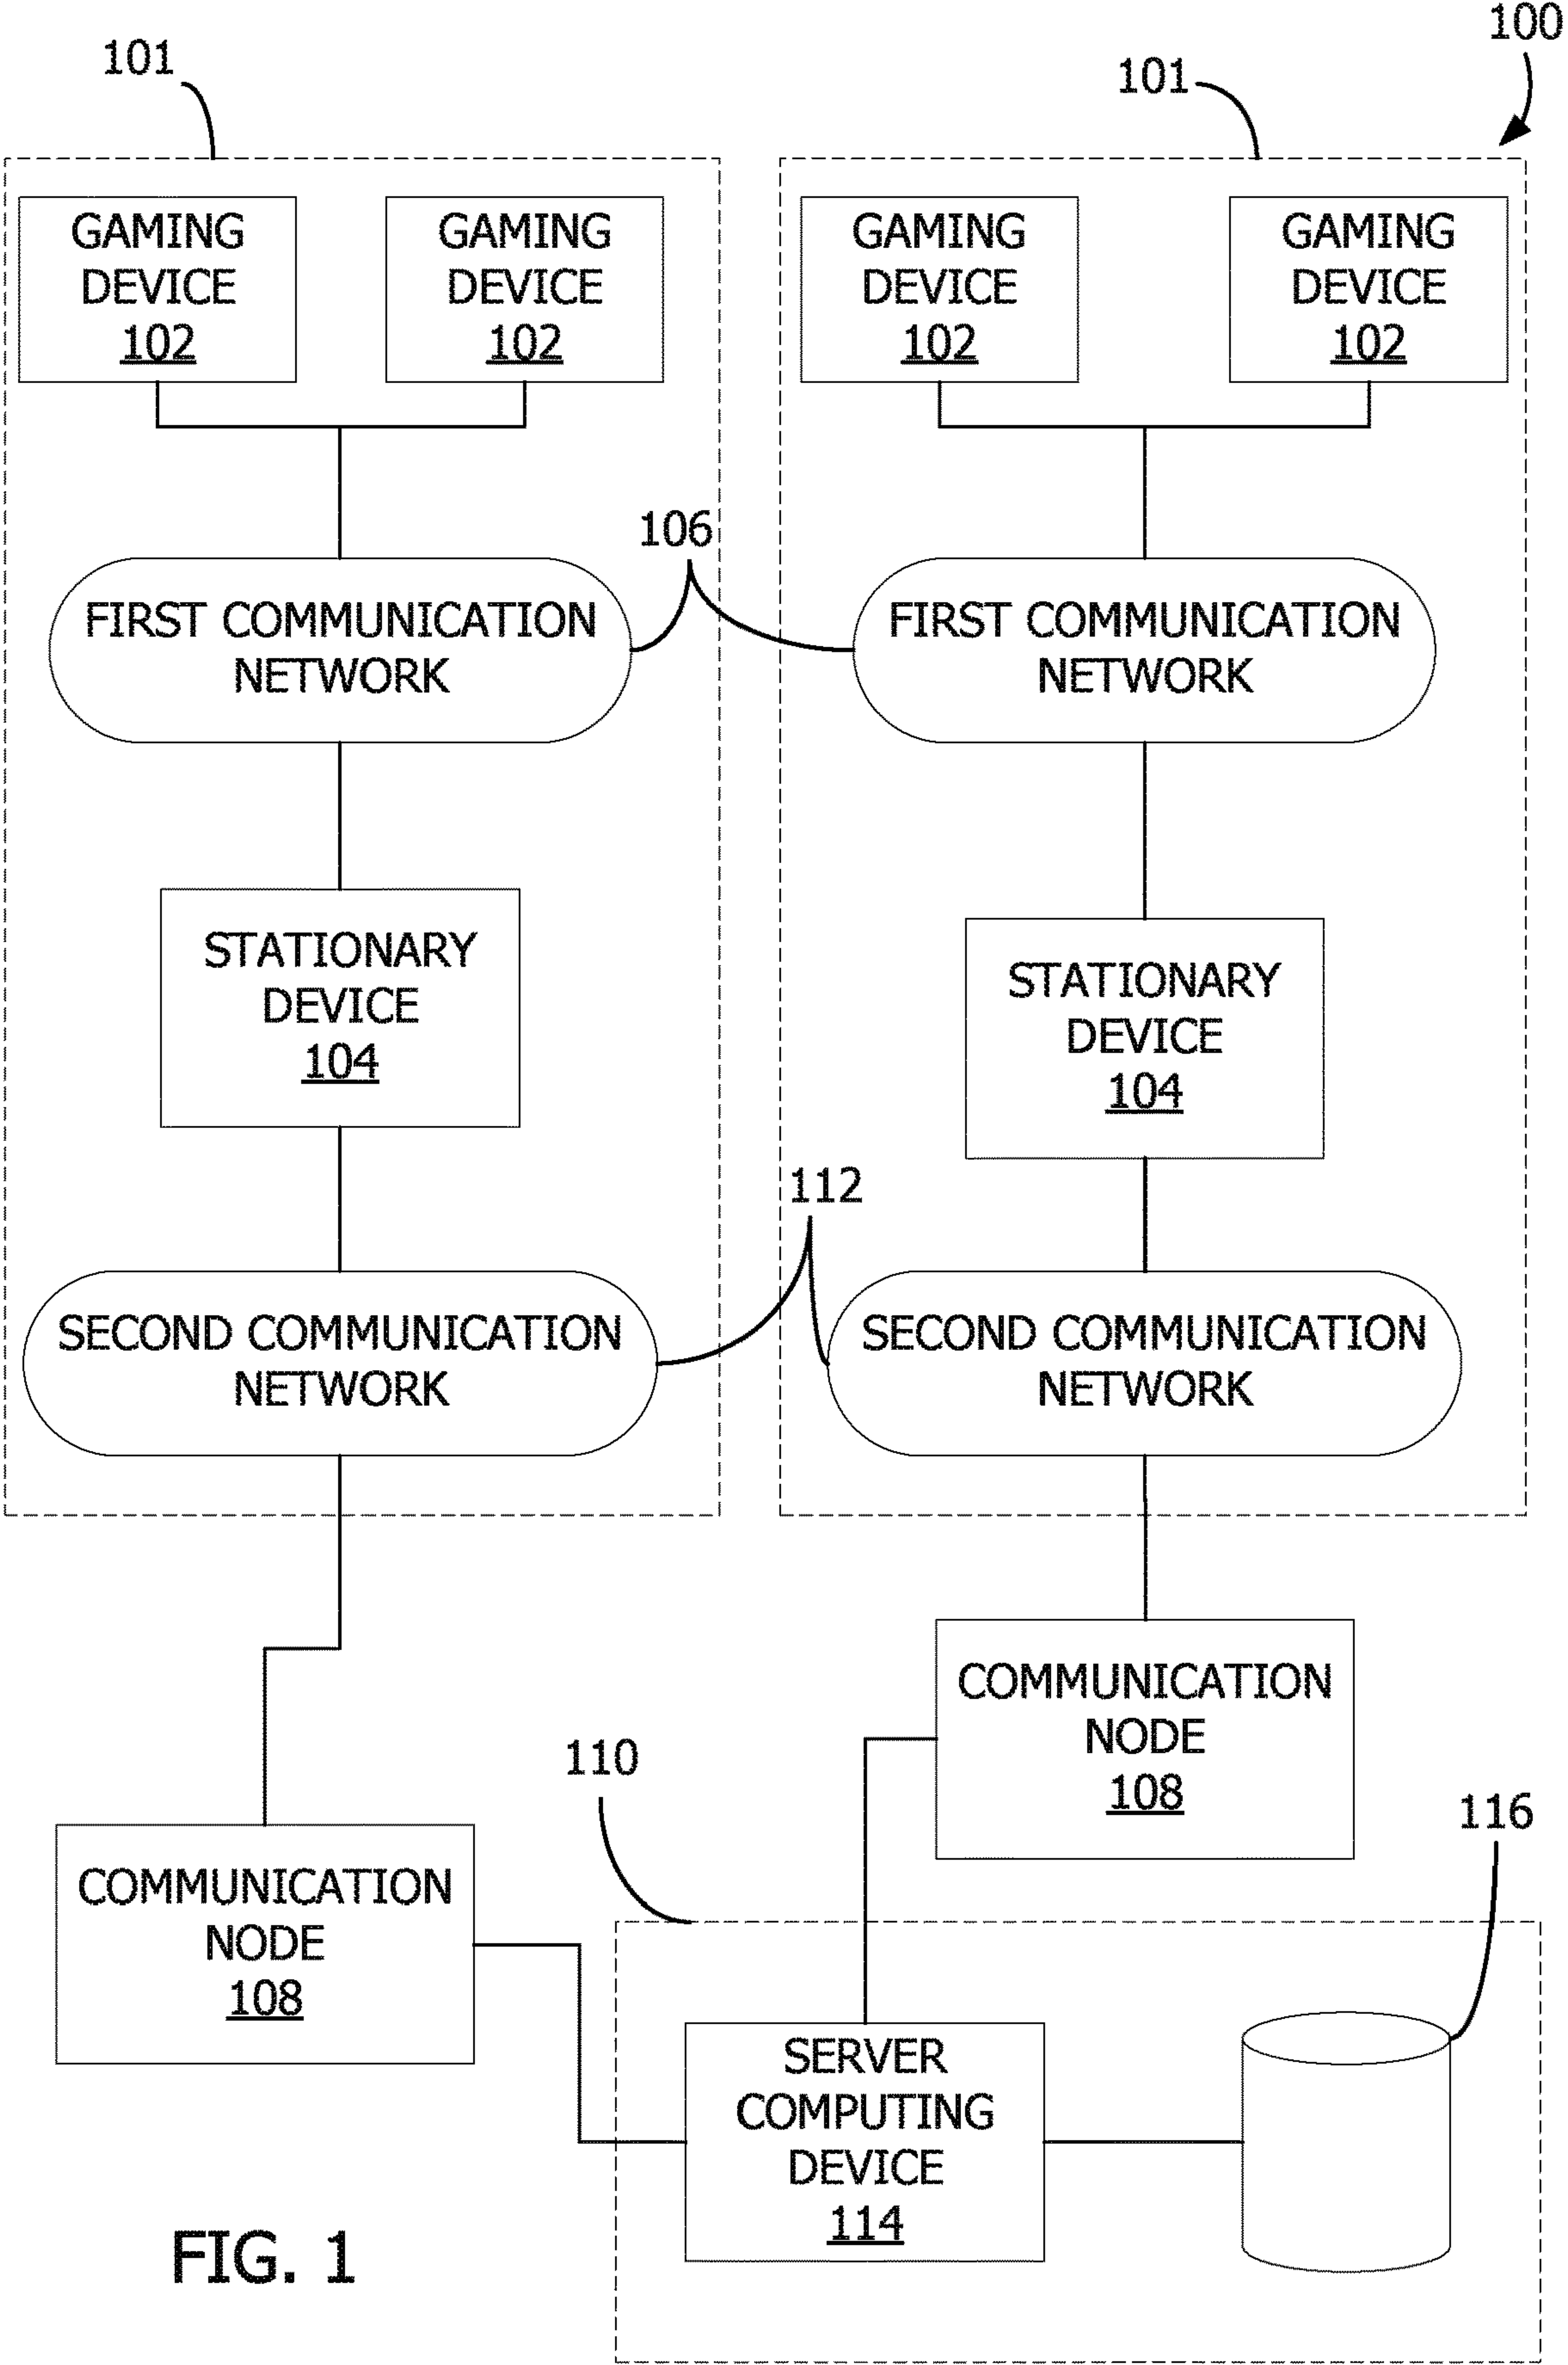 100
101
101
GAMING
DEVICE
102
GAMING
DEVICE
102
GAMING
DEVICE
102
GAMING
DEVICE
102
106
FIRST COMMUNICATION
NETWORK
FIRST COMMUNICATION
NETWORK
STATIONARY
DEVICE
104
STATIONARY
DEVICE
104
112
SECOND COMMUNICATION
NETWORK
SECOND COMMUNICATION
NETWORK
COMMUNICATION
NODE
108
110
116
COMMUNICATION
NODE
108
SERVER
COMPUTING
DEVICE
114
FIG. 1